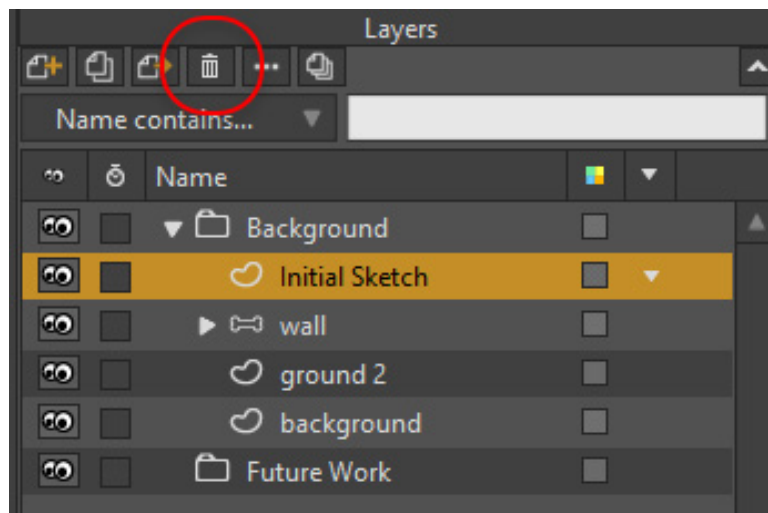 Layers
Name contains...
Name
Background
Initial Sketch
wall
ground 2
background
Future Work